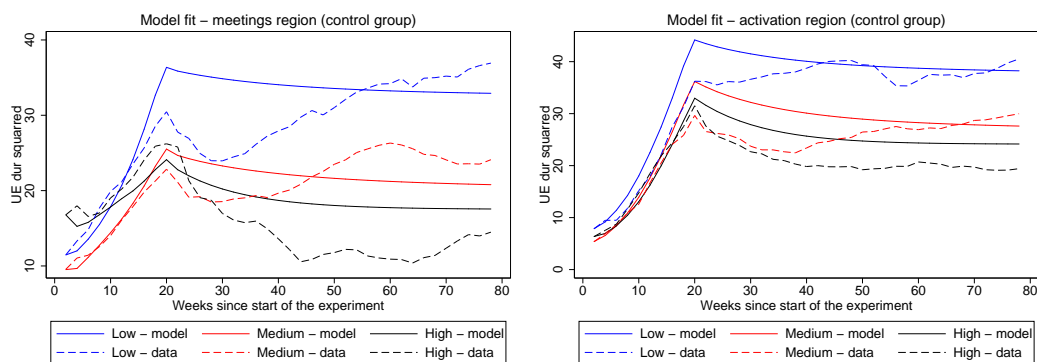 Model fit – meetings region (control group)
UE dur squarred
40
30
20
10
0
10
20
30
40
50
60
70
80
Weeks since start of the experiment
Low – model
Medium – model
High – model
Low – data
Medium – data
High – data
Model fit – activation region (control group)
UE dur squarred
40
30
20
10
0
0
10
20
30
40
50
60
70
80
Weeks since start of the experiment
Low – model
Medium – model
High – model
Low – data
Medium – data
High – data